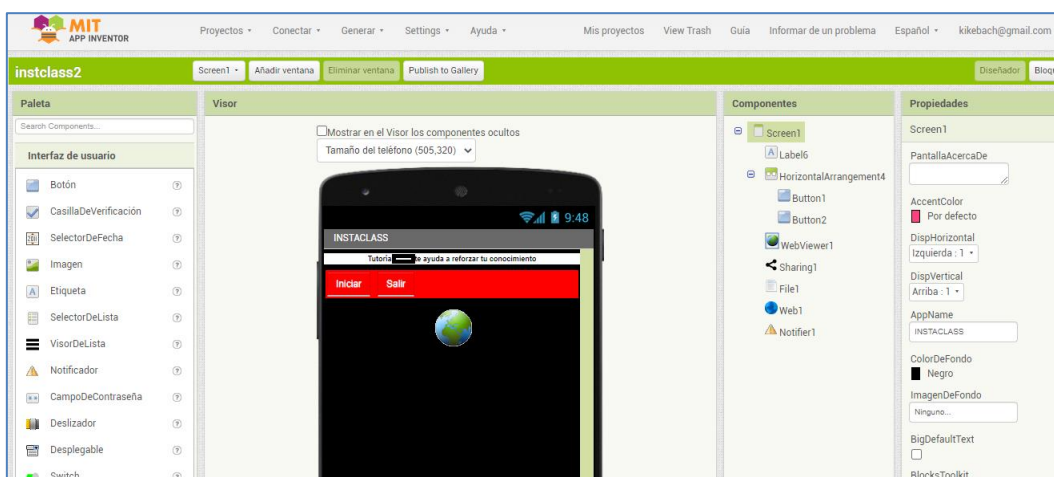 MIT
APP INVENTOR
Proyectos
Conectar
Generar
Settings
Ayuda
Mis proyectos
View Trash
Guía
Informar de un problema
Español
kikebach@gmail.com
instclass2
Screen1
Añadir ventana
Eliminar ventana
Publish to Gallery
Diseñador
Bloqu
Paleta
Search Components...
Interfaz de usuario
Botón
CasillaDeVerificación
SelectorDeFecha
Imagen
Etiqueta
SelectorDeLista
VisorDeLista
Notificador
CampoDeContraseña
Deslizador
Desplegable
Switch
Visor
Mostrar en el Visor los componentes ocultos
Tamaño del teléfono (505,320)
9:48
INSTACLASS
Tutoria te ayuda a reforzar tu conocimiento
Iniciar
Salir
Componentes
Screen1
Label6
HorizontalArrangement4
Button1
Button2
WebViewer1
Sharing1
File1
Web1
Notifier1
Propiedades
Screen1
PantallaAcercaDe
AccentColor
Por defecto
DispHorizontal
Izquierda : 1
DispVertical
Arriba : 1
AppName
INSTACLASS
ColorDeFondo
Negro
ImagenDeFondo
Ninguno...
BigDefaultText
BlocksToolkit